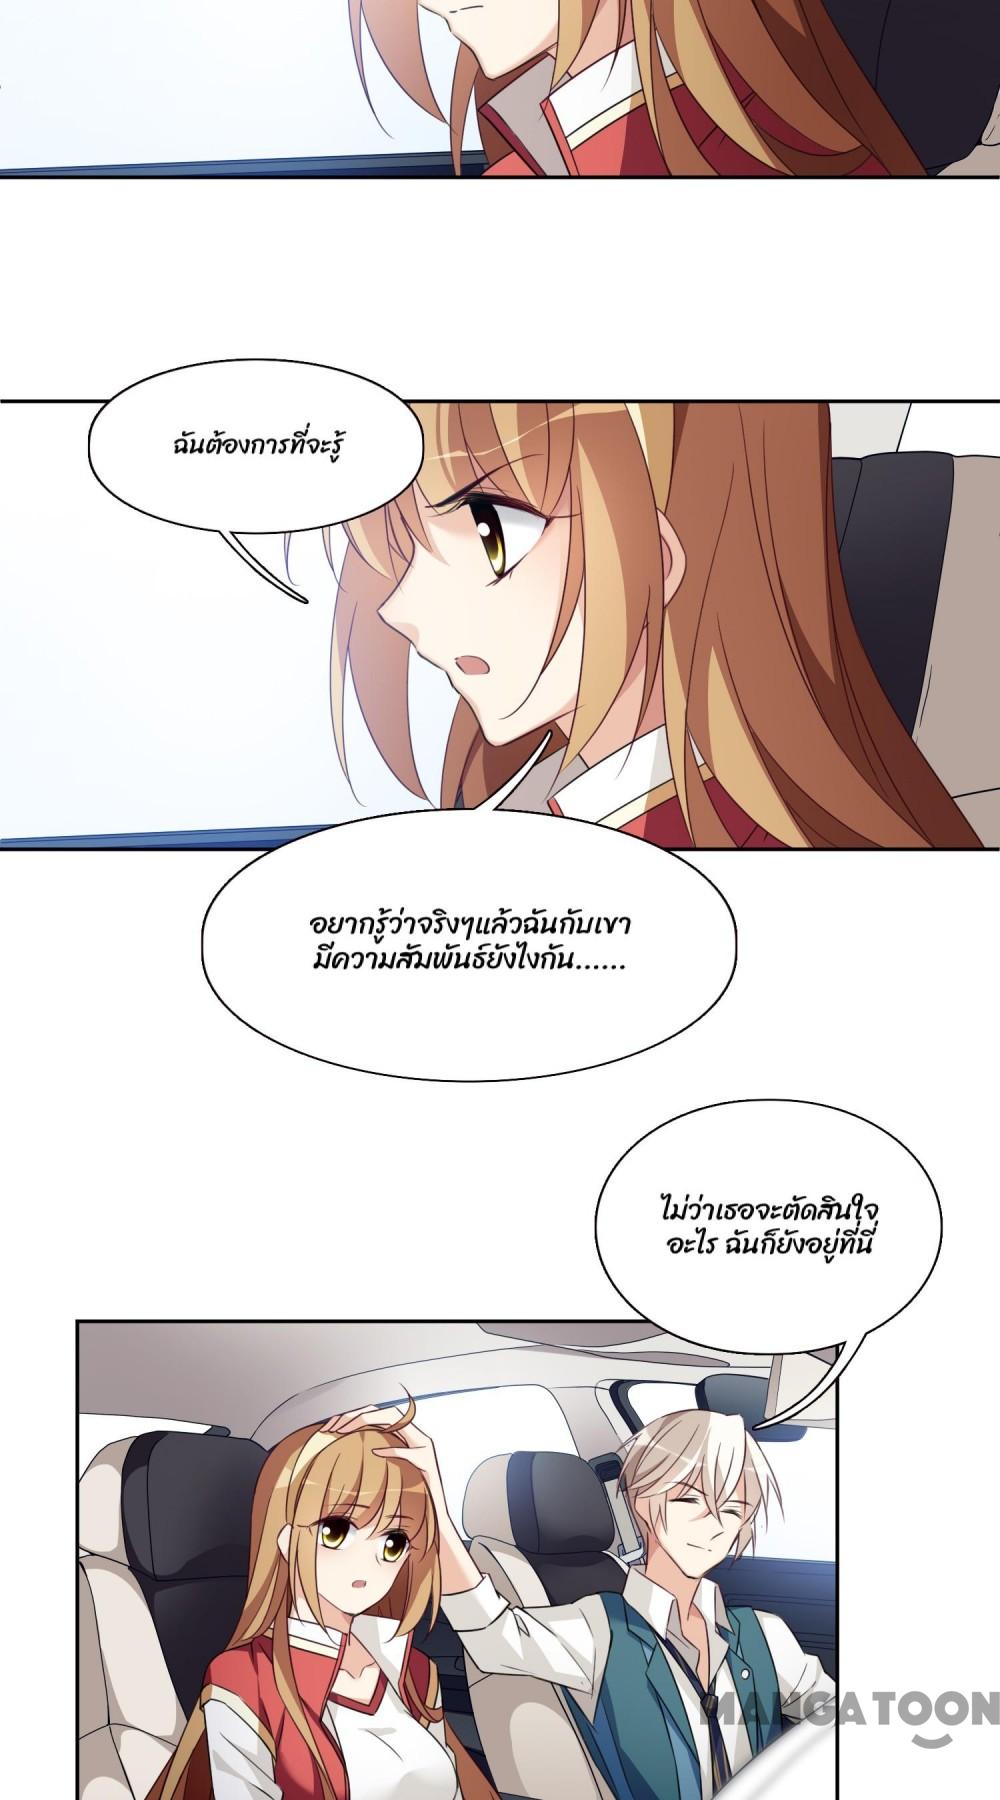 ฉันต้องการที่จะรู้
อยากรู้ว่าจริงๆแล้วฉันกับเขา
มีความสัมพันธ์ยังไงกัน......
ไม่ว่าเธอจะตัดสินใจ
อะไร ฉันก็ยังอยู่ที่นี่
MANGATOON